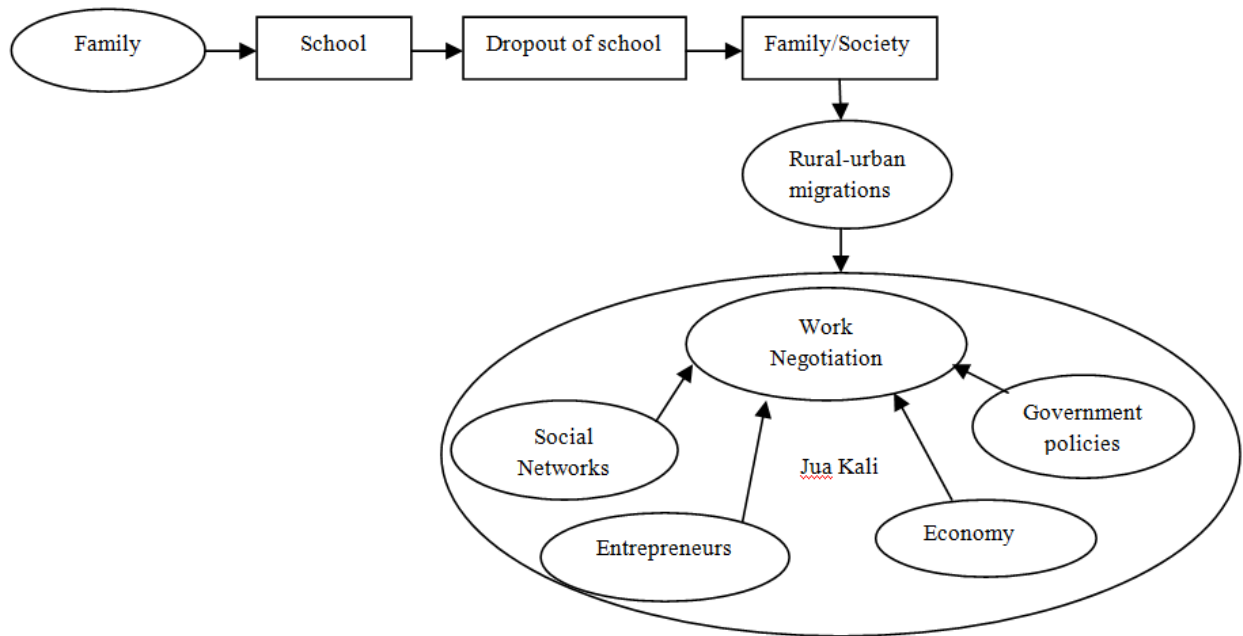 Family
School
Dropout of school
Family/Society
Rural-urban
migrations
Work
Negotiation
Government
policies
Social
Networks
Jua Kali
Economy
Entrepreneurs